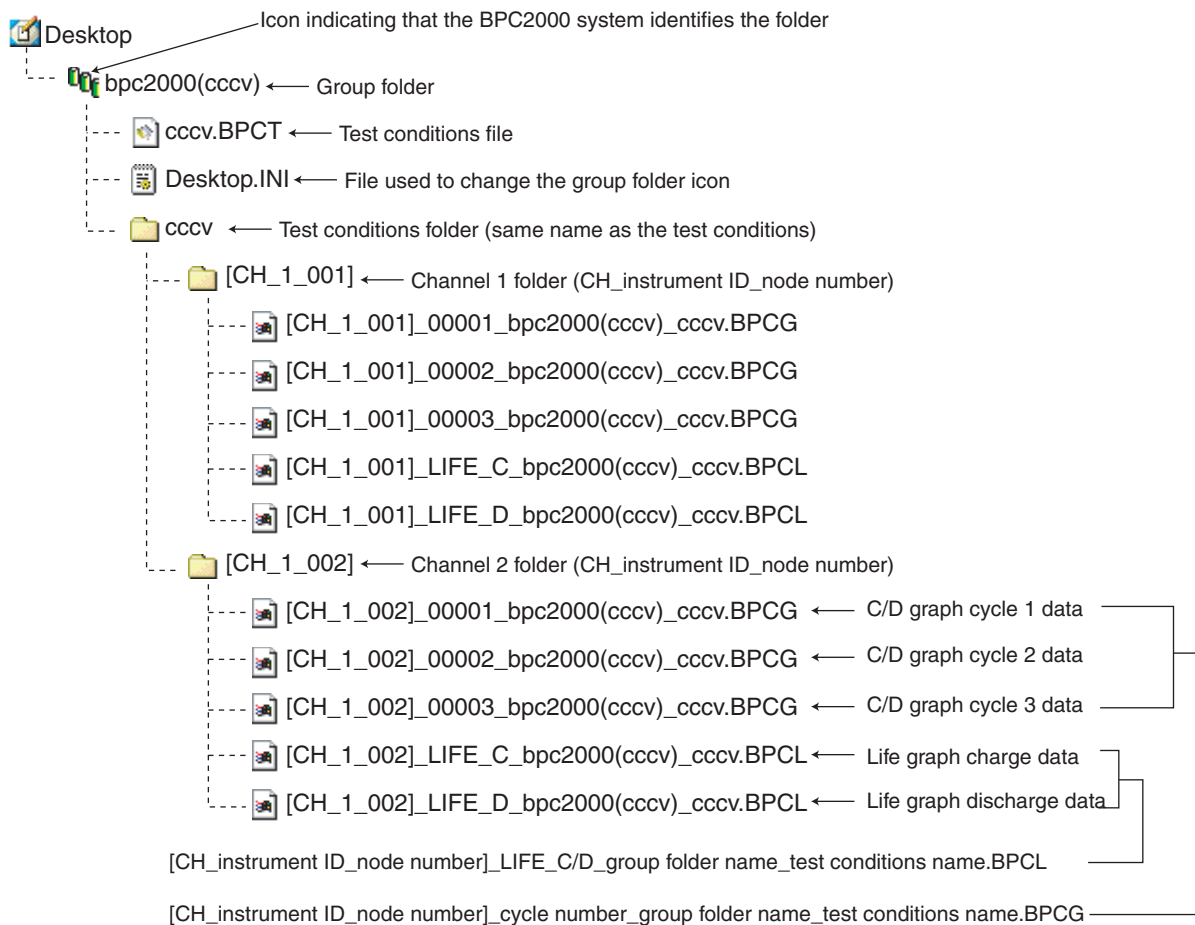 Icon indicating that the BPC2000 system identifies the folder
Desktop
bpc2000(cccv) Group folder
cccv.BPCT Test conditions file
Desktop.INI File used to change the group folder icon
cccv Test conditions folder (same name as the test conditions)
[CH_1_001] Channel 1 folder (CH_instrument ID_node number)
[CH_1_001]_00001_bpc2000(cccv)_cccv.BPCG
[CH_1_001]_00002_bpc2000(cccv)_cccv.BPCG
[CH_1_001]_00003_bpc2000(cccv)_cccv.BPCG
[CH_1_001]_LIFE_C_bpc2000(cccv)_cccv.BPCL
[CH_1_001]_LIFE_D_bpc2000(cccv)_cccv.BPCL
[CH_1_002] Channel 2 folder (CH_instrument ID_node number)
[CH_1_002]_00001_bpc2000(cccv)_cccv.BPCG C/D graph cycle 1 data
[CH_1_002]_00002_bpc2000(cccv)_cccv.BPCG C/D graph cycle 2 data
[CH_1_002]_00003_bpc2000(cccv)_cccv.BPCG C/D graph cycle 3 data
[CH_1_002]_LIFE_C_bpc2000(cccv)_cccv.BPCL Life graph charge data
[CH_1_002]_LIFE_D_bpc2000(cccv)_cccv.BPCL Life graph discharge data
[CH_instrument ID_node number]_LIFE_C/D_group folder name_test conditions name.BPCL
[CH_instrument ID_node number]_cycle number_group folder name_test conditions name.BPCG